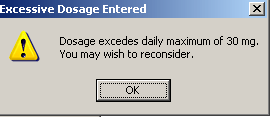 Excessive Dosage Entered
Dosage excedes daily maximum of 30 mg.
You may wish to reconsider.
OK